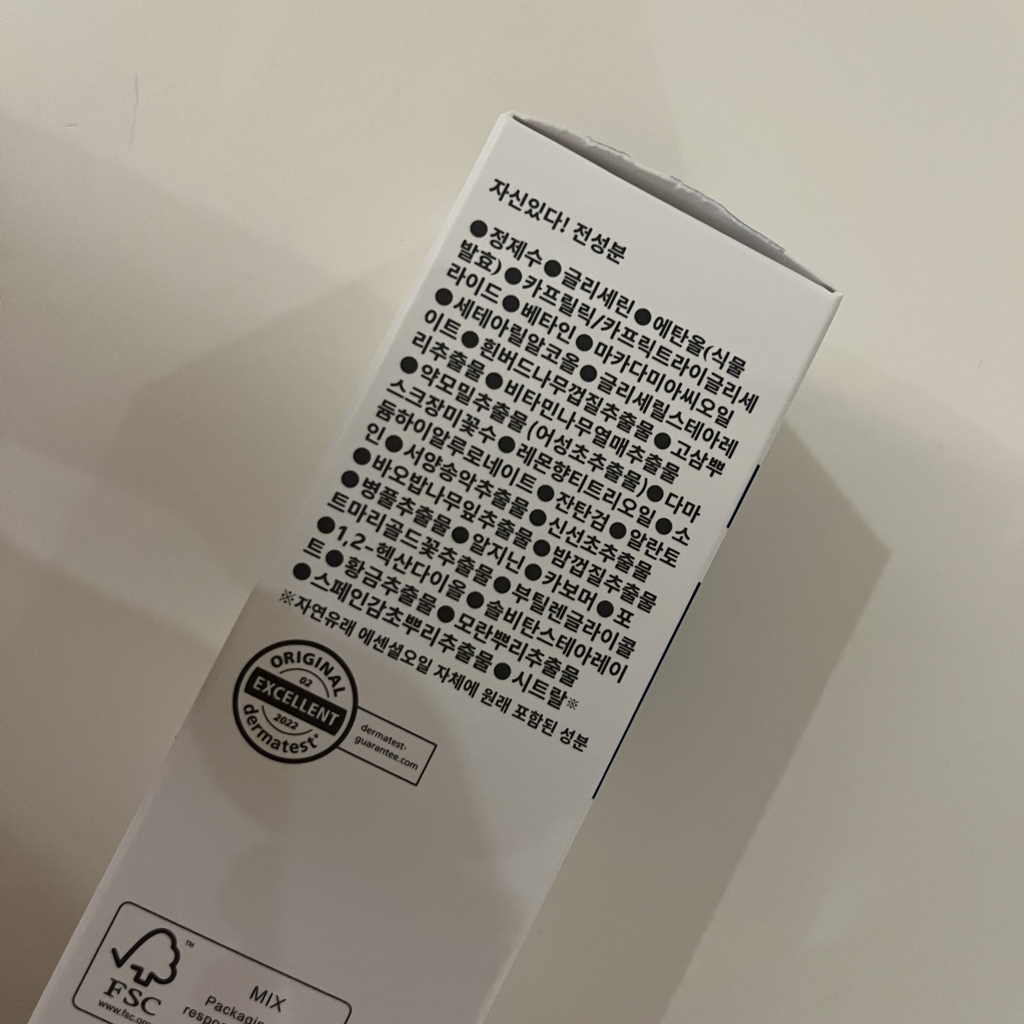 자신있다! 전성분
●정제수●글리세린●에탄올(식물
발효)●카프릴릭/카프릭트라이글리세
라이드●베타인●마카다미아씨오일
●세테아릴알코올●글리세릴스테아레
이트●흰버드나무껍질추출물●고삼뿌
리추출물●비타민나무열매추출물
●약모밀추출물(어성초추출물)●다마
스크장미꽃수●레몬향티트리오일●소
듐하이알루로네이트●잔탄검●알란토
인●서양송악추출물●신선초추출물
●바오밥나무잎추출물●밤껍질추출물
●병풀추출물●알지닌●카보머●포
트마리골드꽃추출물●부틸렌글라이콜
●1,2-헥산다이올●솔비탄스테아레이
트●황금추출물●모란뿌리추출물
●스페인감초뿌리추출물●시트랄※
※자연유래 에센셜오일 자체에 원래 포함된 성분
ORIGINAL
02
EXCELLENT
2022
dermatest®
dermatest-
guarantee.com
FSC
™
www.fsc.org
MIX